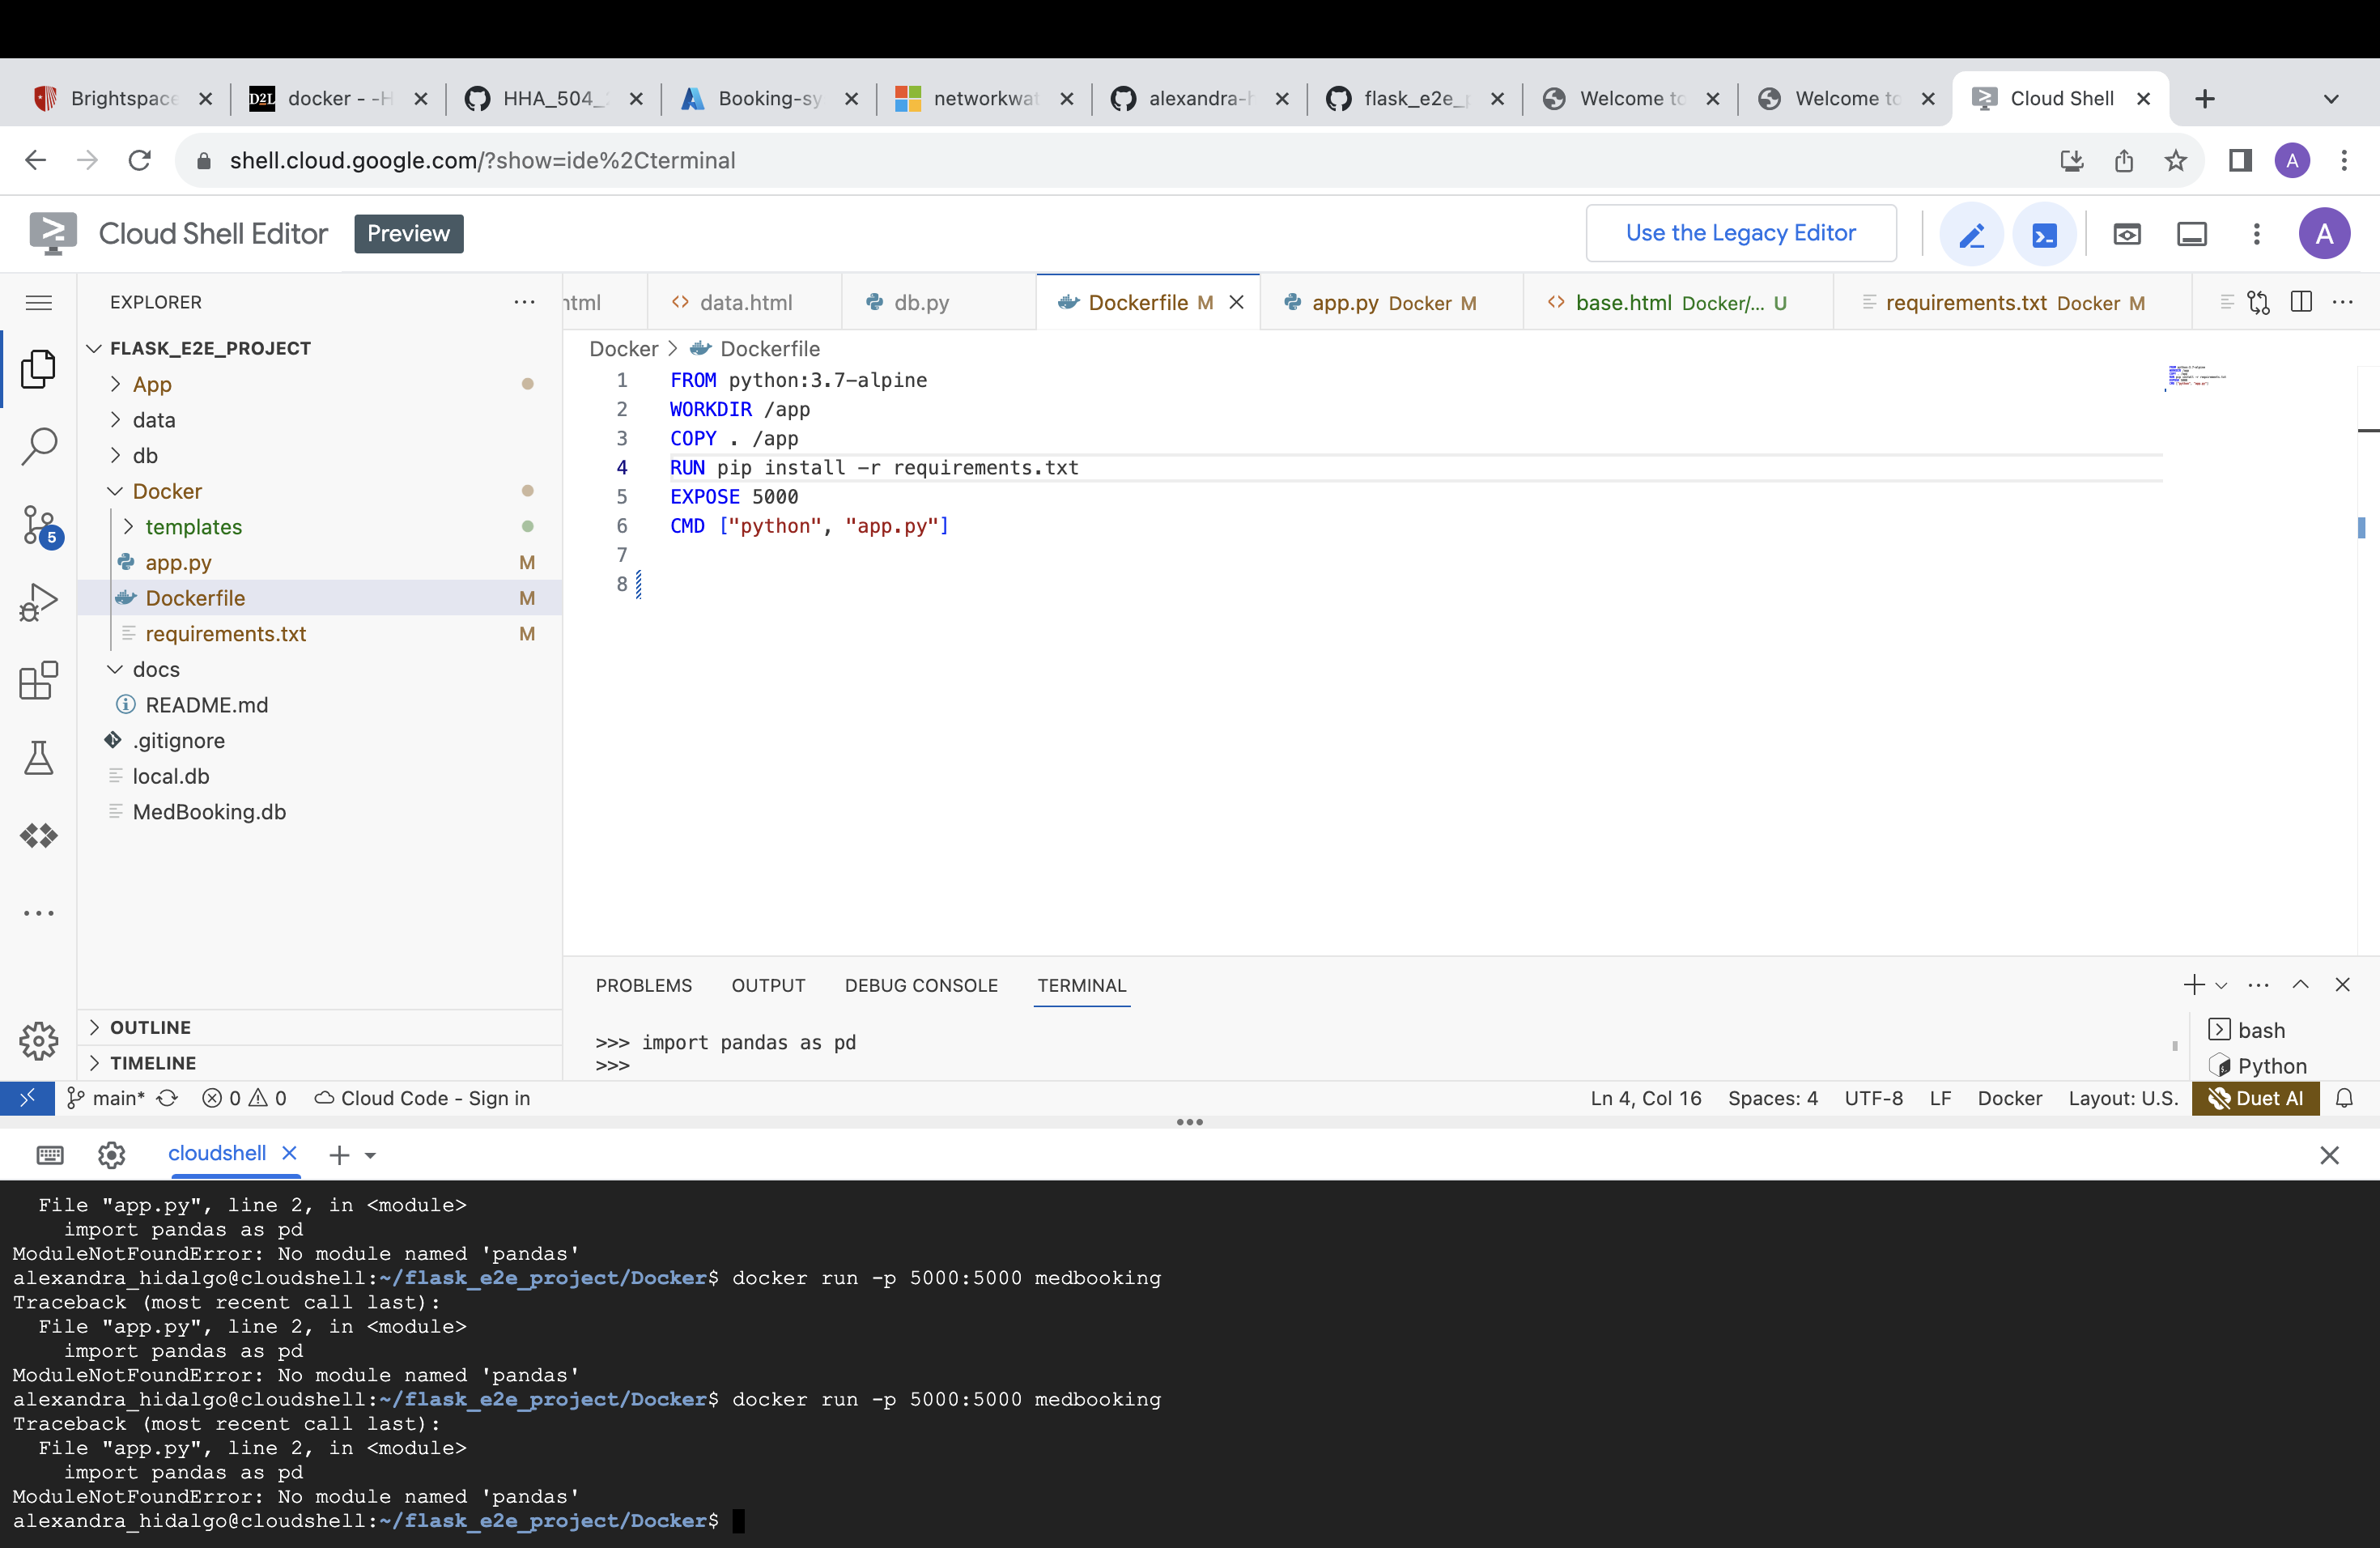 Brightspace
D2L docker - -H
HHA_504_
Booking-sy
networkwat
alexandra-h
flask_e2e_p
Welcome to
Welcome to
Cloud Shell
shell.cloud.google.com/?show=ide%2Cterminal
A
Cloud Shell Editor
Preview
Use the Legacy Editor
A
EXPLORER
FLASK_E2E_PROJECT
App
data
db
Docker
templates
app.py M
Dockerfile M
requirements.txt M
docs
README.md
.gitignore
local.db
MedBooking.db
OUTLINE
TIMELINE
5
html
data.html
db.py
Dockerfile M
app.py Docker M
base.html Docker/... U
requirements.txt Docker M
Docker > Dockerfile
1 FROM python:3.7-alpine
2 WORKDIR /app
3 COPY . /app
4 RUN pip install -r requirements.txt
5 EXPOSE 5000
6 CMD ["python", "app.py"]
7
8
PROBLEMS OUTPUT DEBUG CONSOLE TERMINAL
>>> import pandas as pd
>>>
bash
Python
main* 0 0 Cloud Code - Sign in Ln 4, Col 16 Spaces: 4 UTF-8 LF Docker Layout: U.S. Duet AI
cloudshell
File "app.py", line 2, in <module>
import pandas as pd
ModuleNotFoundError: No module named 'pandas'
alexandra_hidalgo@cloudshell:~/flask_e2e_project/Docker$ docker run -p 5000:5000 medbooking
Traceback (most recent call last):
File "app.py", line 2, in <module>
import pandas as pd
ModuleNotFoundError: No module named 'pandas'
alexandra_hidalgo@cloudshell:~/flask_e2e_project/Docker$ docker run -p 5000:5000 medbooking
Traceback (most recent call last):
File "app.py", line 2, in <module>
import pandas as pd
ModuleNotFoundError: No module named 'pandas'
alexandra_hidalgo@cloudshell:~/flask_e2e_project/Docker$